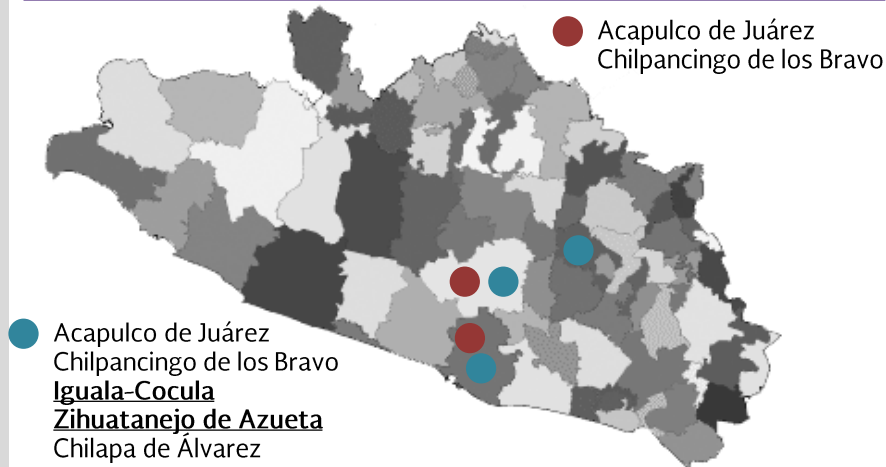 Acapulco de Juárez
Chilpancingo de los Bravo
Acapulco de Juárez
Chilpancingo de los Bravo
Iguala-Cocula
Zihuatanejo de Azueta
Chilapa de Álvarez